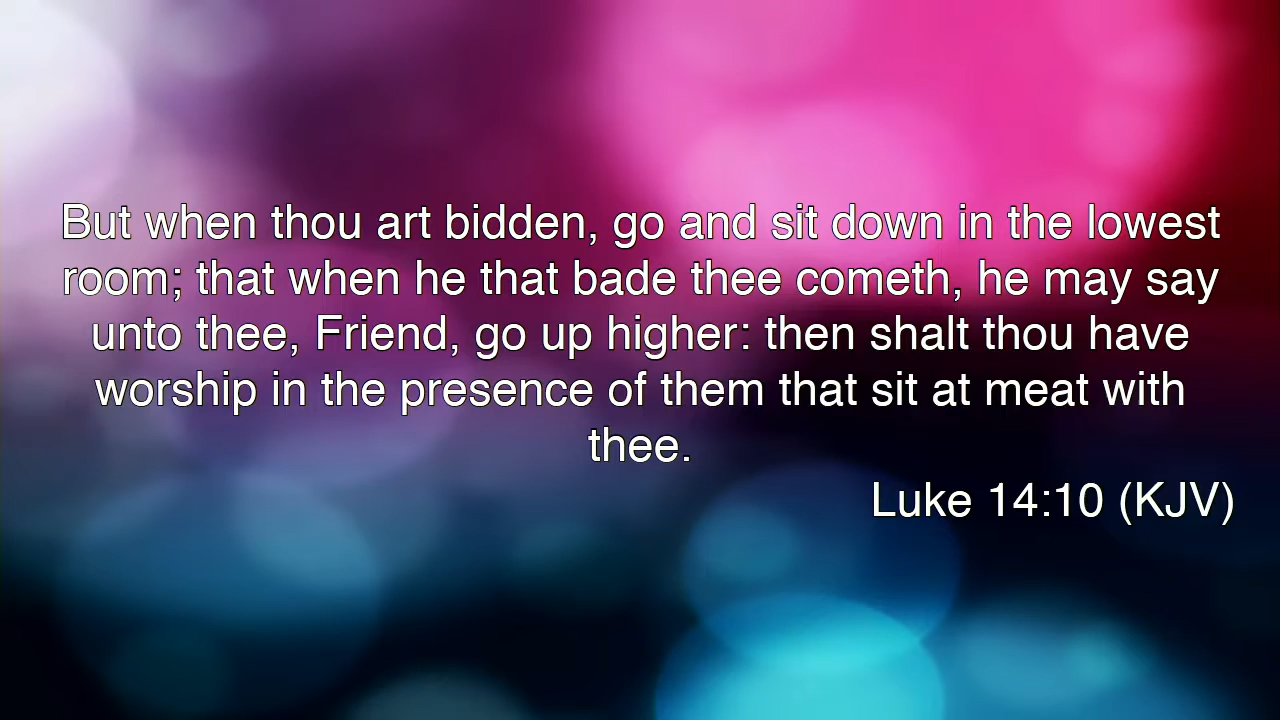 But when thou art bidden, go and sit down in the lowest
room; that when he that bade thee cometh, he may say
unto thee, Friend, go up higher: then shalt thou have
worship in the presence of them that sit at meat with
thee.
Luke 14:10 (KJV)